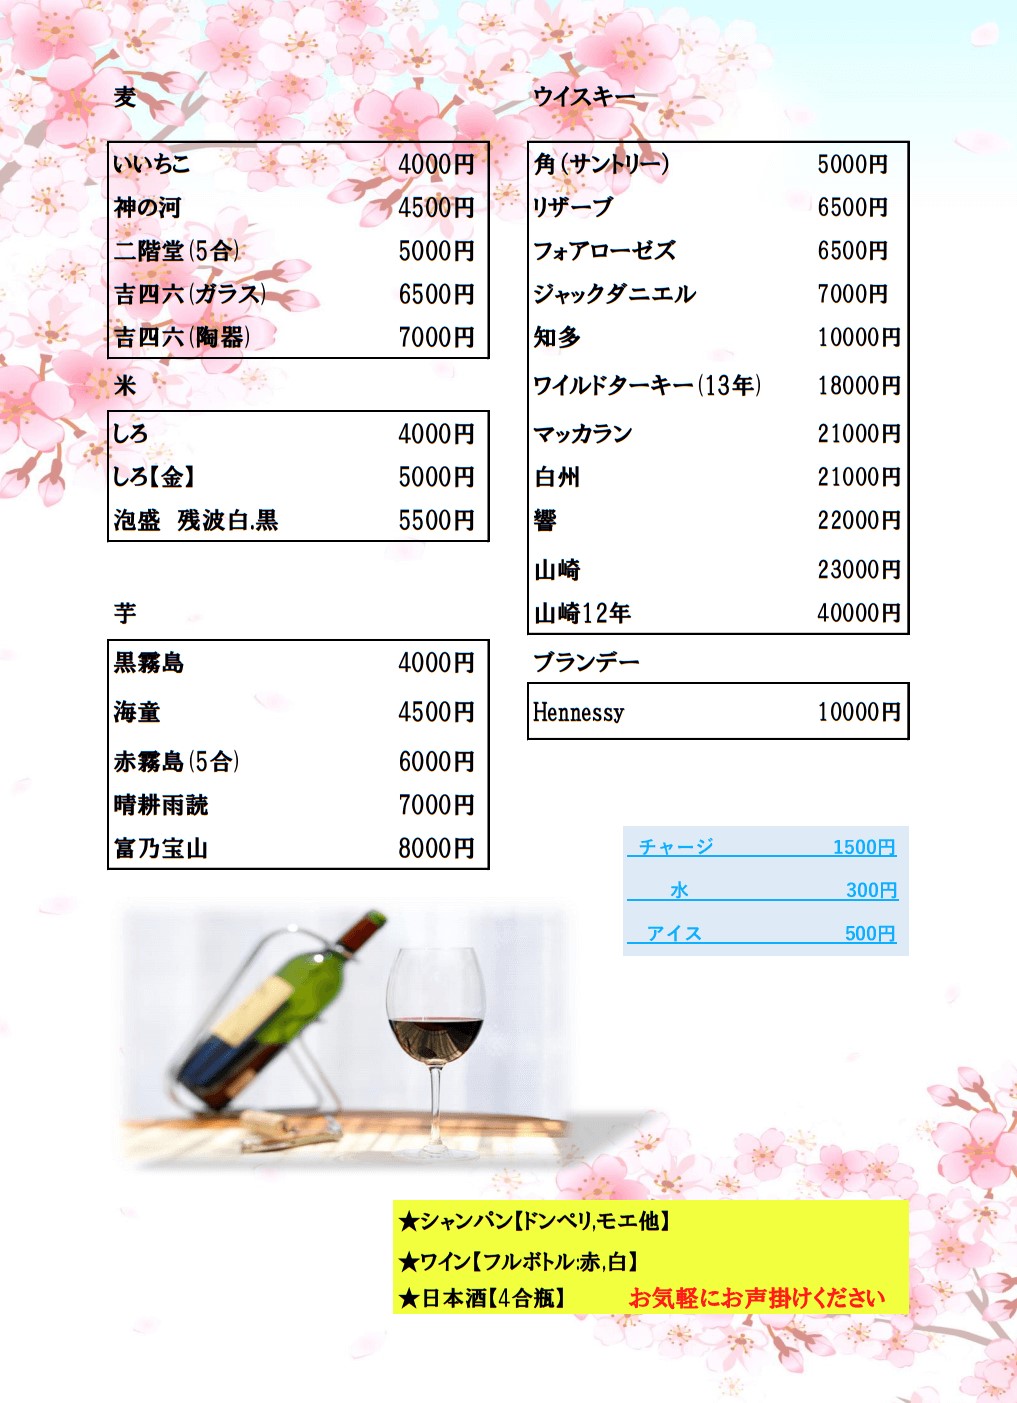 麦
いいちこ 4000円
神の河 4500円
二階堂(5合) 5000円
吉四六(ガラス) 6500円
吉四六(陶器) 7000円
米
しろ 4000円
しろ【金】 5000円
泡盛　残波白.黒 5500円
芋
黒霧島 4000円
海童 4500円
赤霧島(5合) 6000円
晴耕雨読 7000円
富乃宝山 8000円
ウイスキー
角（サントリー） 5000円
リザーブ 6500円
フォアローゼズ 6500円
ジャックダニエル 7000円
知多 10000円
ワイルドターキー(13年) 18000円
マッカラン 21000円
白州 21000円
響 22000円
山崎 23000円
山崎12年 40000円
ブランデー
Hennessy 10000円
チャージ 1500円
水 300円
アイス 500円
★シャンパン【ドンペリ,モエ他】
★ワイン【フルボトル:赤,白】
★日本酒【4合瓶】 お気軽にお声掛けください